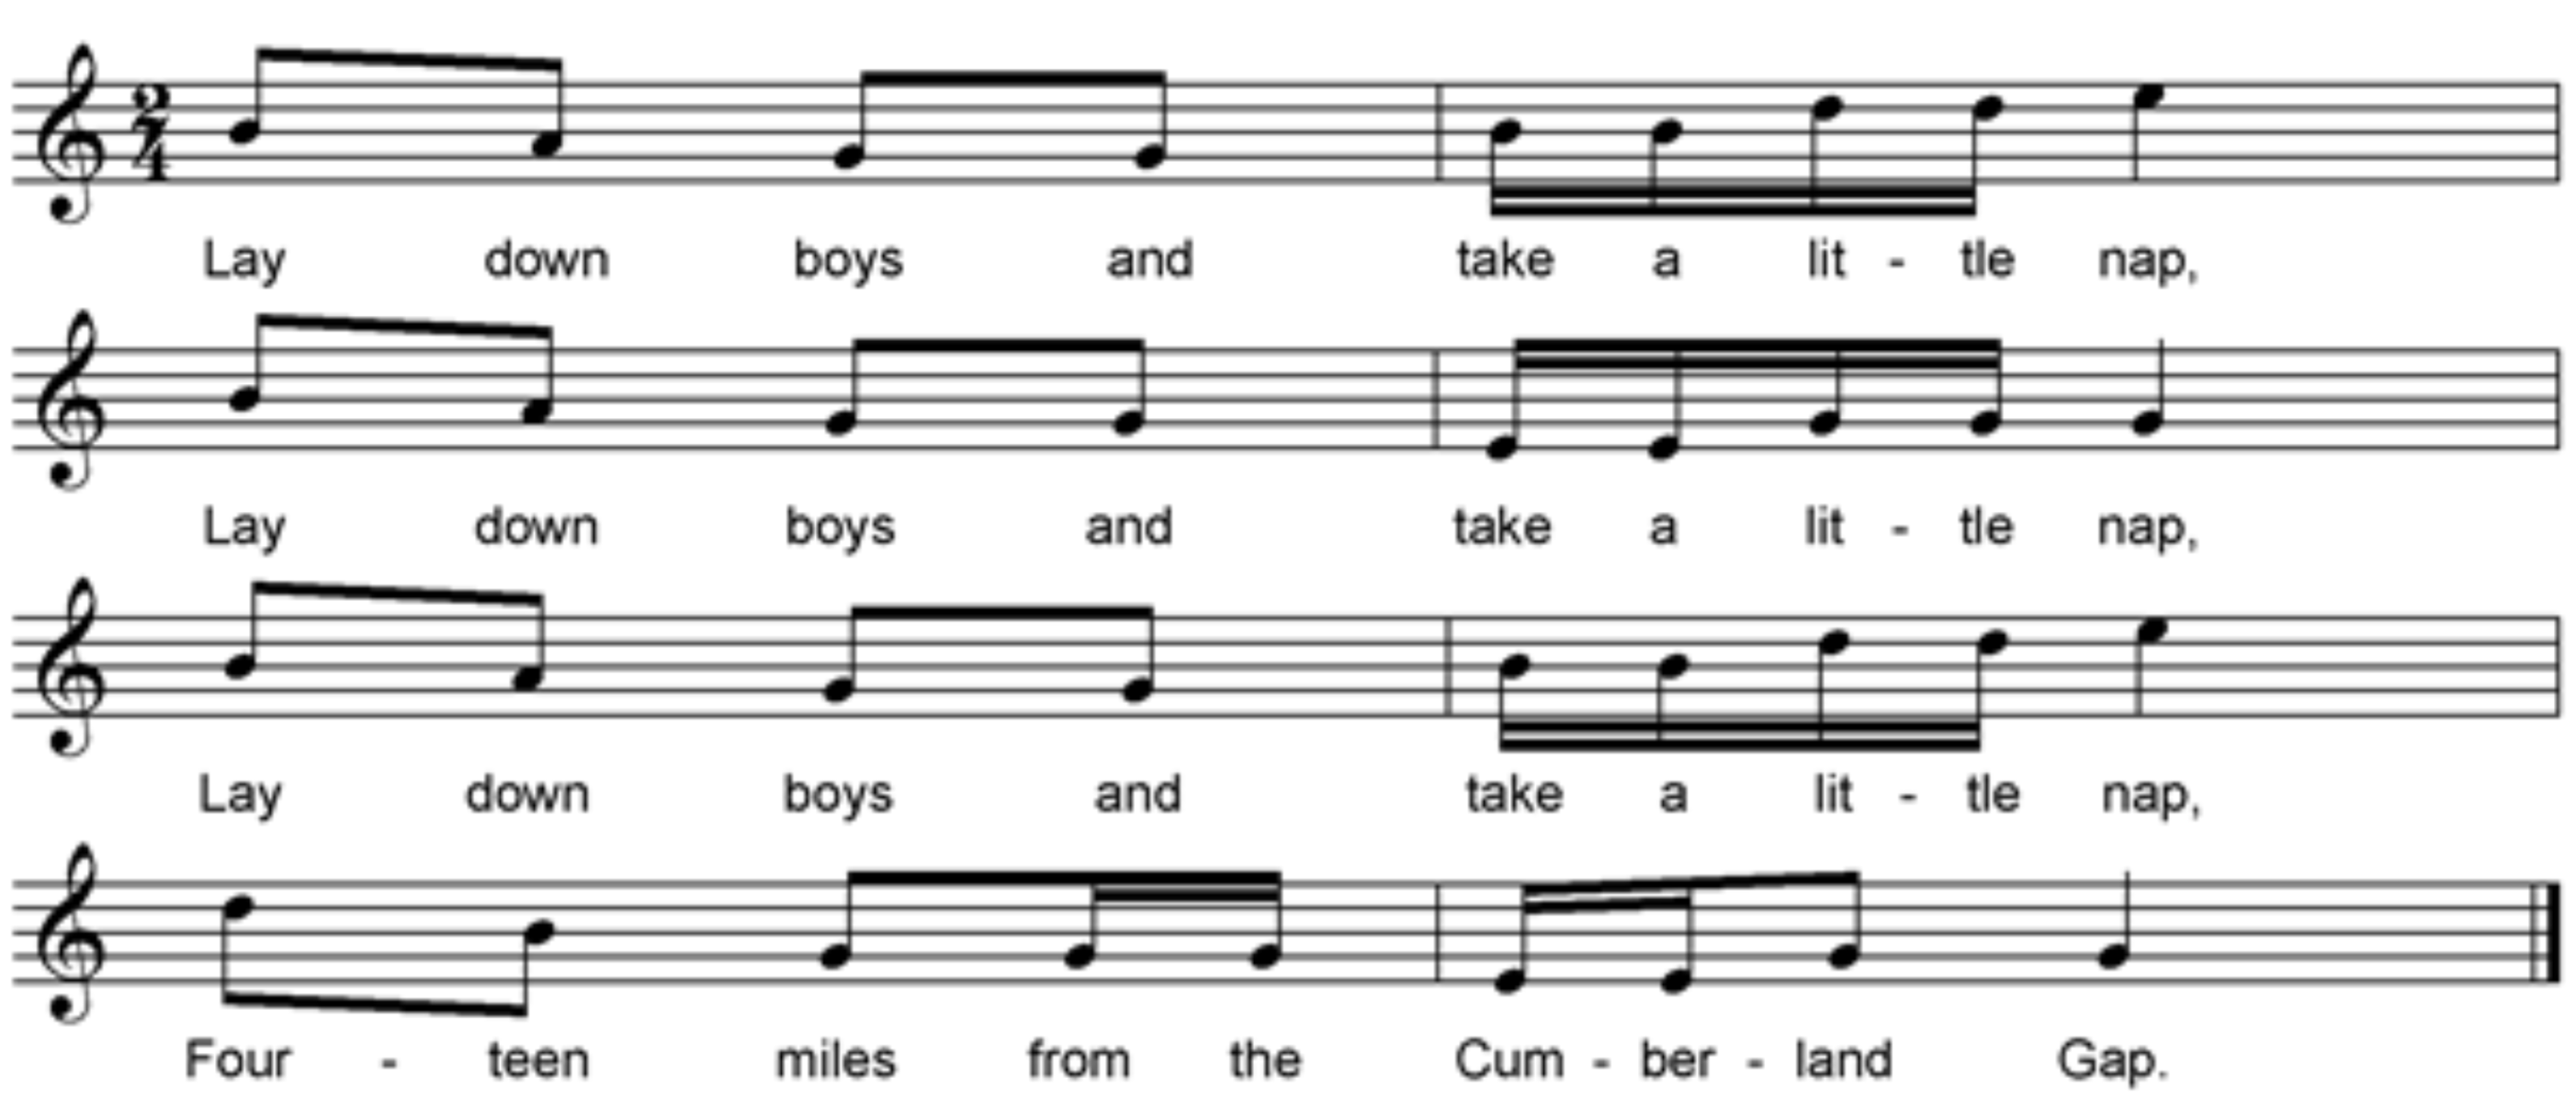 2/4
Lay down boys and take a lit - tle nap,
Lay down boys and take a lit - tle nap,
Lay down boys and take a lit - tle nap,
Four - teen miles from the Cum - ber - land Gap.